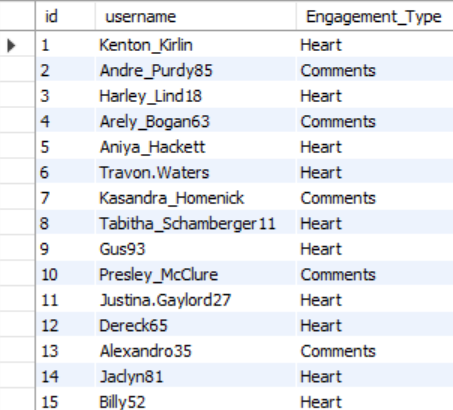 id username Engagement_Type
1 Kenton_Kirlin Heart
2 Andre_Purdy85 Comments
3 Harley_Lind18 Heart
4 Arely_Bogan63 Comments
5 Aniya_Hackett Heart
6 Travon.Waters Heart
7 Kasandra_Homenick Comments
8 Tabitha_Schamberger11 Heart
9 Gus93 Heart
10 Presley_McClure Comments
11 Justina.Gaylord27 Heart
12 Dereck65 Heart
13 Alexandro35 Comments
14 Jaclyn81 Heart
15 Billy52 Heart